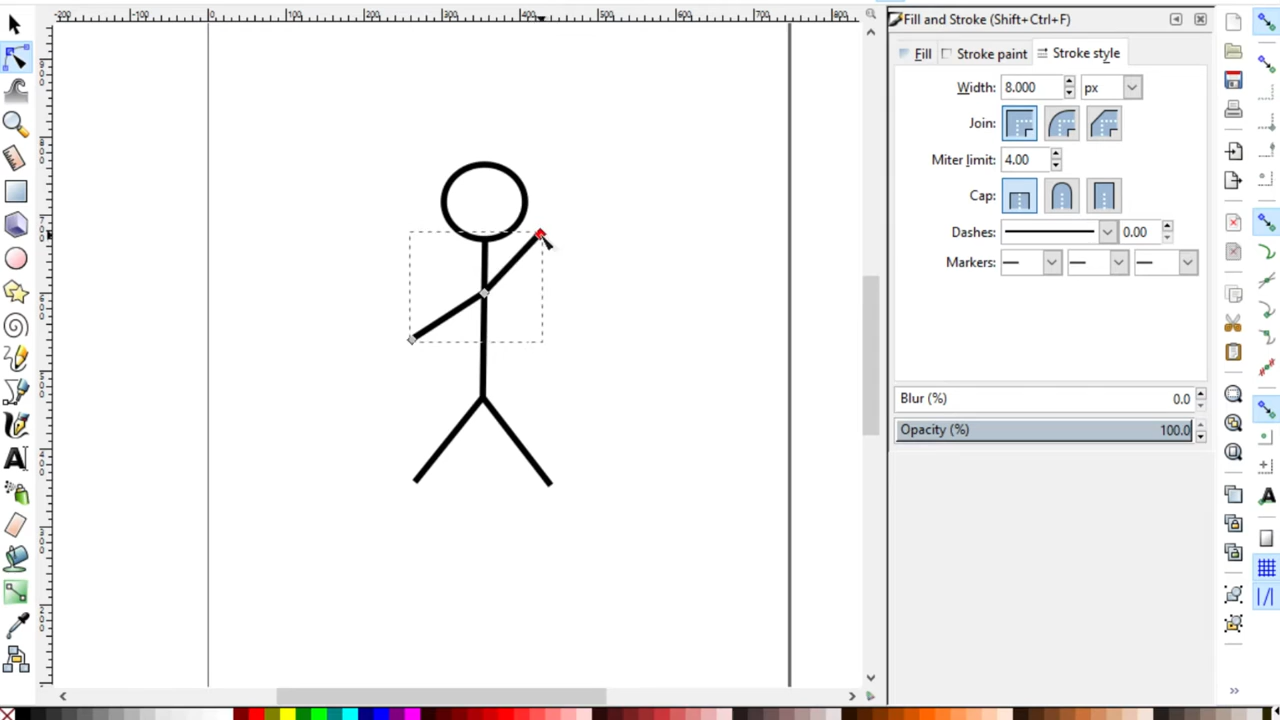 -200 -100 0 100 200 300 400 500 600 700 800
Fill and Stroke (Shift+Ctrl+F)
Fill Stroke paint Stroke style
Width: 8.000 px
Join:
Miter limit: 4.00
Cap:
Dashes: 0.00
Markers:
Blur (%) 0.0
Opacity (%) 100.0